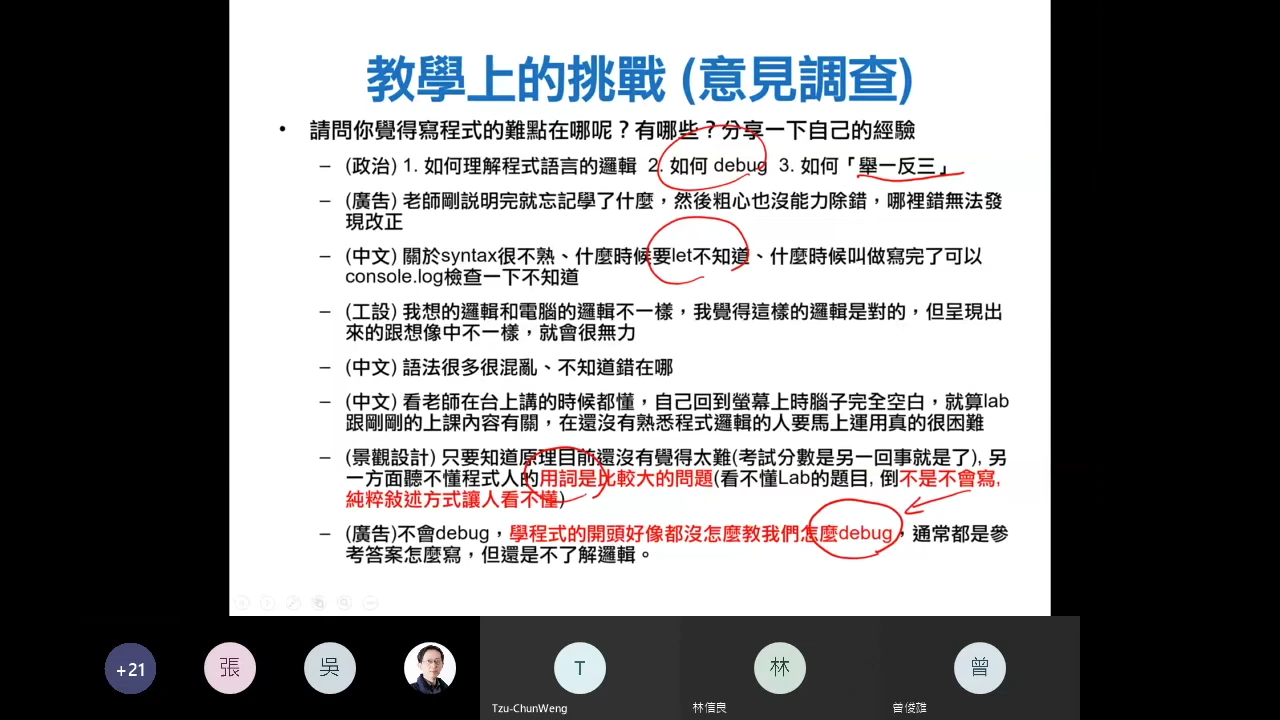 教學上的挑戰 (意見調查)
• 請問你覺得寫程式的難點在哪呢？有哪些？分享一下自己的經驗
– (政治) 1. 如何理解程式語言的邏輯 2. 如何 debug 3. 如何「舉一反三」
– (廣告) 老師剛說明完就忘記學了什麼，然後粗心也沒能力除錯，哪裡錯無法發
現改正
– (中文) 關於syntax很不熟、什麼時候要let不知道、什麼時候叫做寫完了可以
console.log檢查一下不知道
– (工設) 我想的邏輯和電腦的邏輯不一樣，我覺得這樣的邏輯是對的，但呈現出
來的跟想像中不一樣，就會很無力
– (中文) 語法很多很混亂、不知道錯在哪
– (中文) 看老師在台上講的時候都懂，自己回到螢幕上時腦子完全空白，就算lab
跟剛剛的上課內容有關，在還沒有熟悉程式邏輯的人要馬上運用真的很困難
– (景觀設計) 只要知道原理目前還沒有覺得太難(考試分數是另一回事就是了), 另
一方面聽不懂程式人的用詞是比較大的問題(看不懂Lab的題目, 倒不是不會寫,
純粹敘述方式讓人看不懂)
– (廣告)不會debug，學程式的開頭好像都沒怎麼教我們怎麼debug，通常都是參
考答案怎麼寫，但還是不了解邏輯。
+21
張
吳
T
林
曾
Tzu-ChunWeng
林信良
曾俊雄